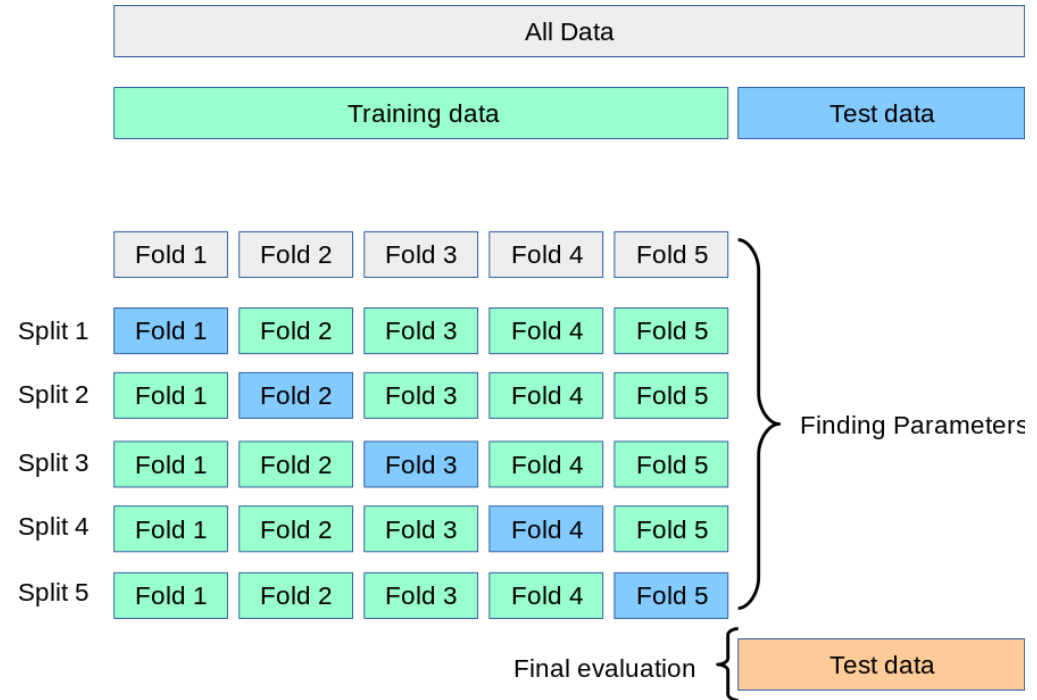 All Data
Training data Test data
Fold 1 Fold 2 Fold 3 Fold 4 Fold 5
Split 1 Fold 1 Fold 2 Fold 3 Fold 4 Fold 5
Split 2 Fold 1 Fold 2 Fold 3 Fold 4 Fold 5
Finding Parameters
Split 3 Fold 1 Fold 2 Fold 3 Fold 4 Fold 5
Split 4 Fold 1 Fold 2 Fold 3 Fold 4 Fold 5
Split 5 Fold 1 Fold 2 Fold 3 Fold 4 Fold 5
Final evaluation Test data